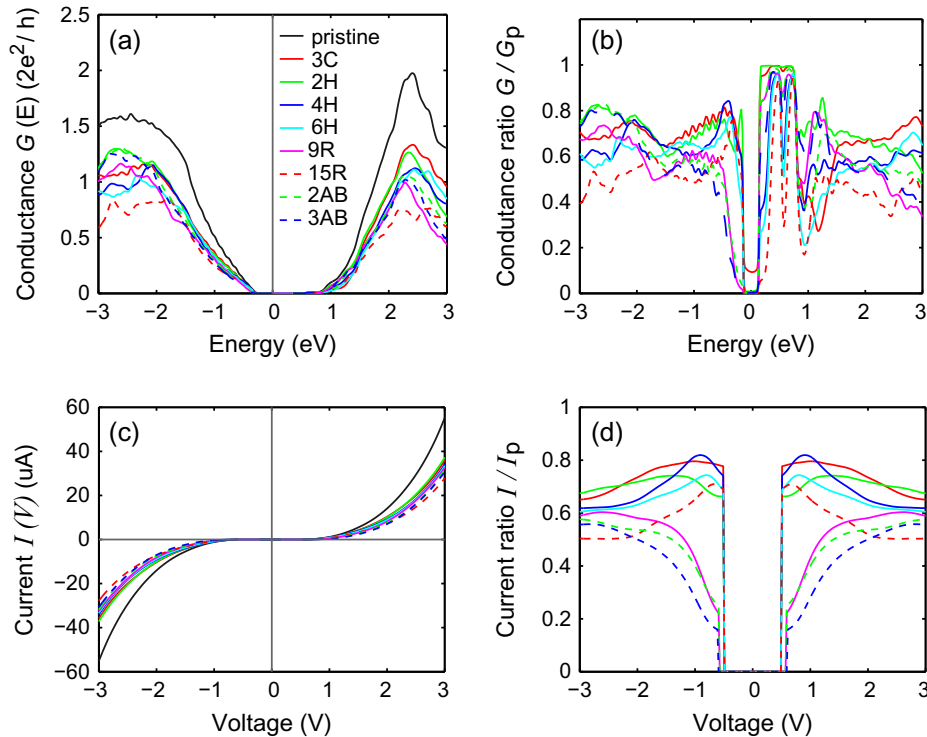 (a)
Conductance G (E) (2e²/ h)
2
1.5
1
0.5
0
−3 −2 −1 0 1 2 3
Energy (eV)
pristine
3C
2H
4H
6H
9R
15R
2AB
3AB
(b)
Condutance ratio G / Gp
1
0.8
0.6
0.4
0.2
0
−3 −2 −1 0 1 2 3
Energy (eV)
(c)
Current I (V) (uA)
60
40
20
0
−20
−40
−60
−3 −2 −1 0 1 2 3
Voltage (V)
(d)
Current ratio I / Ip
1
0.8
0.6
0.4
0.2
0
−3 −2 −1 0 1 2 3
Voltage (V)